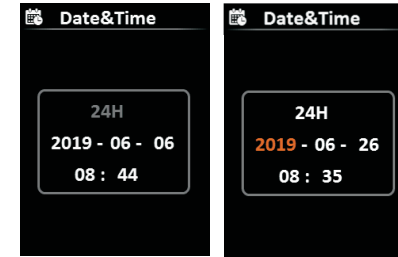 Date&Time
24H
2019 - 06 - 06
08 : 44
Date&Time
24H
2019 - 06 - 26
08 : 35